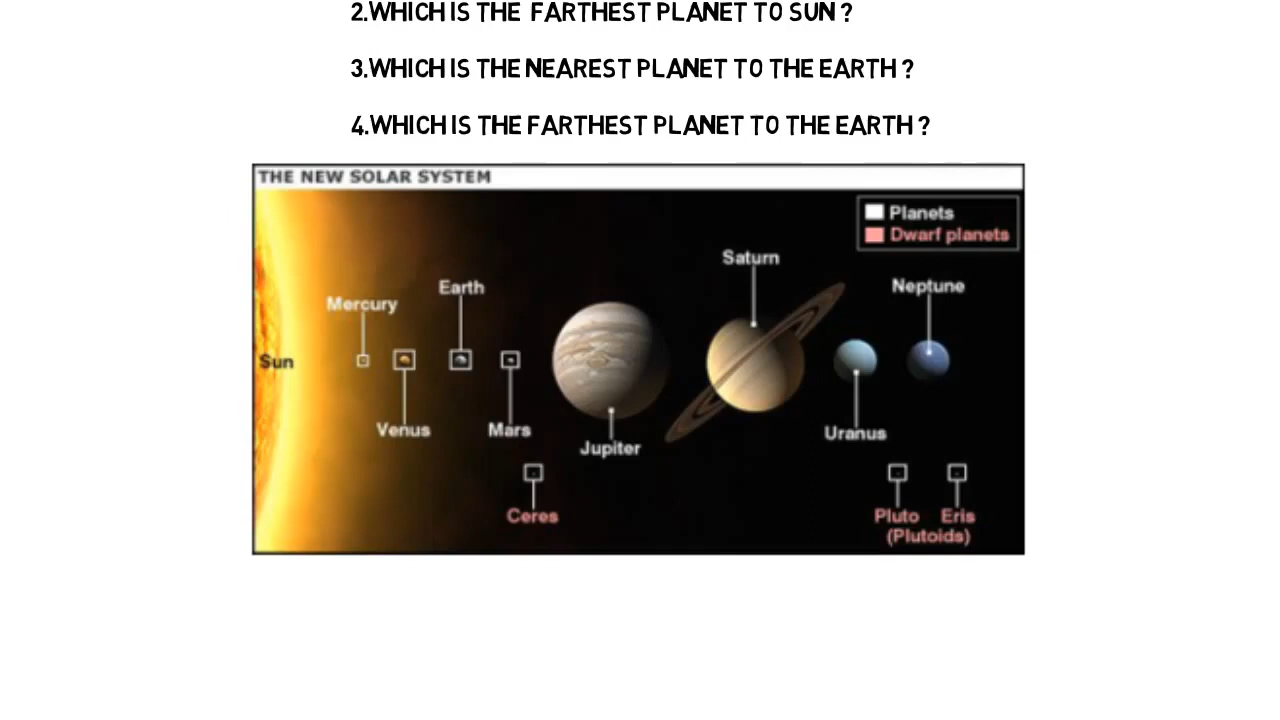 2.WHICH IS THE FARTHEST PLANET TO SUN ?
3.WHICH IS THE NEAREST PLANET TO THE EARTH ?
4.WHICH IS THE FARTHEST PLANET TO THE EARTH ?
THE NEW SOLAR SYSTEM
Planets
Dwarf planets
Saturn
Earth
Neptune
Mercury
Sun
Venus
Mars
Uranus
Jupiter
Ceres
Pluto Eris
(Plutoids)